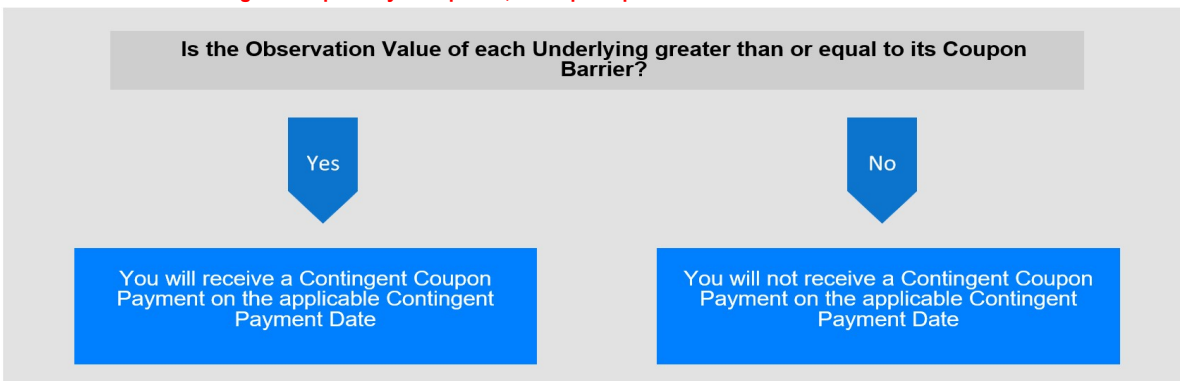 Is the Observation Value of each Underlying greater than or equal to its Coupon
Barrier?
Yes
No
You will receive a Contingent Coupon
Payment on the applicable Contingent
Payment Date
You will not receive a Contingent Coupon
Payment on the applicable Contingent
Payment Date